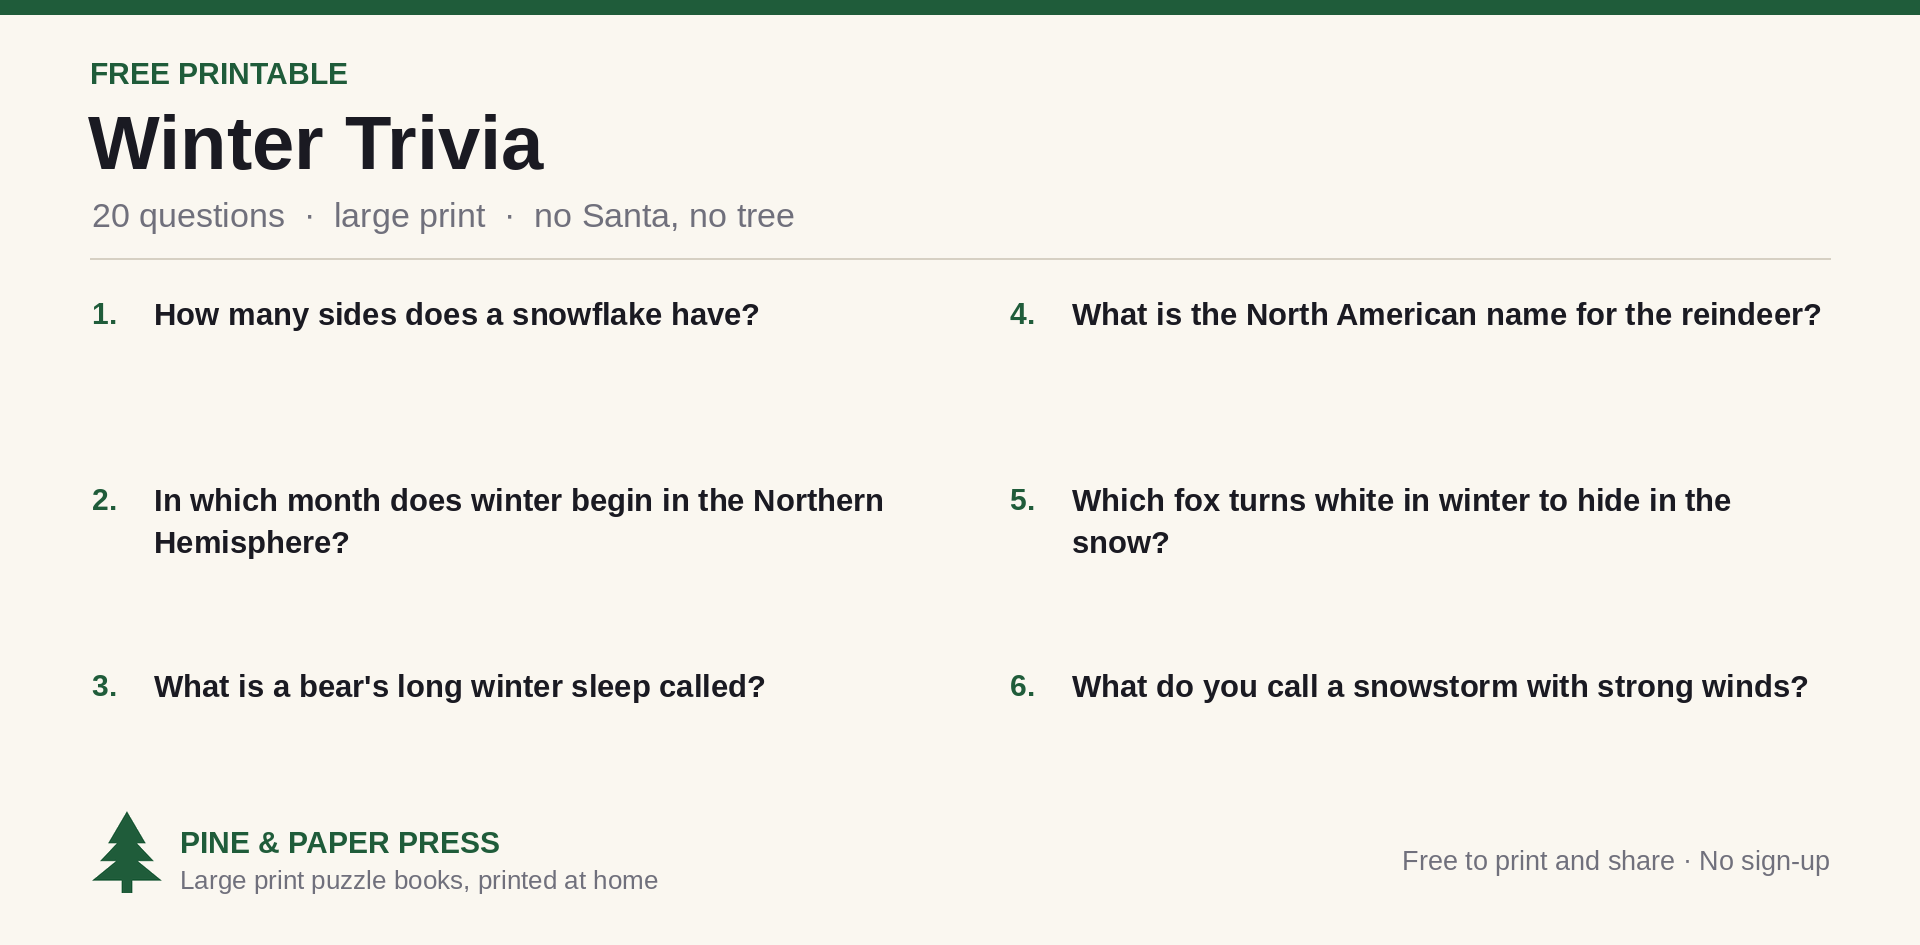 FREE PRINTABLE
Winter Trivia
20 questions · large print · no Santa, no tree
1. How many sides does a snowflake have?
2. In which month does winter begin in the Northern
Hemisphere?
3. What is a bear's long winter sleep called?
4. What is the North American name for the reindeer?
5. Which fox turns white in winter to hide in the
snow?
6. What do you call a snowstorm with strong winds?
PINE & PAPER PRESS
Large print puzzle books, printed at home
Free to print and share · No sign-up